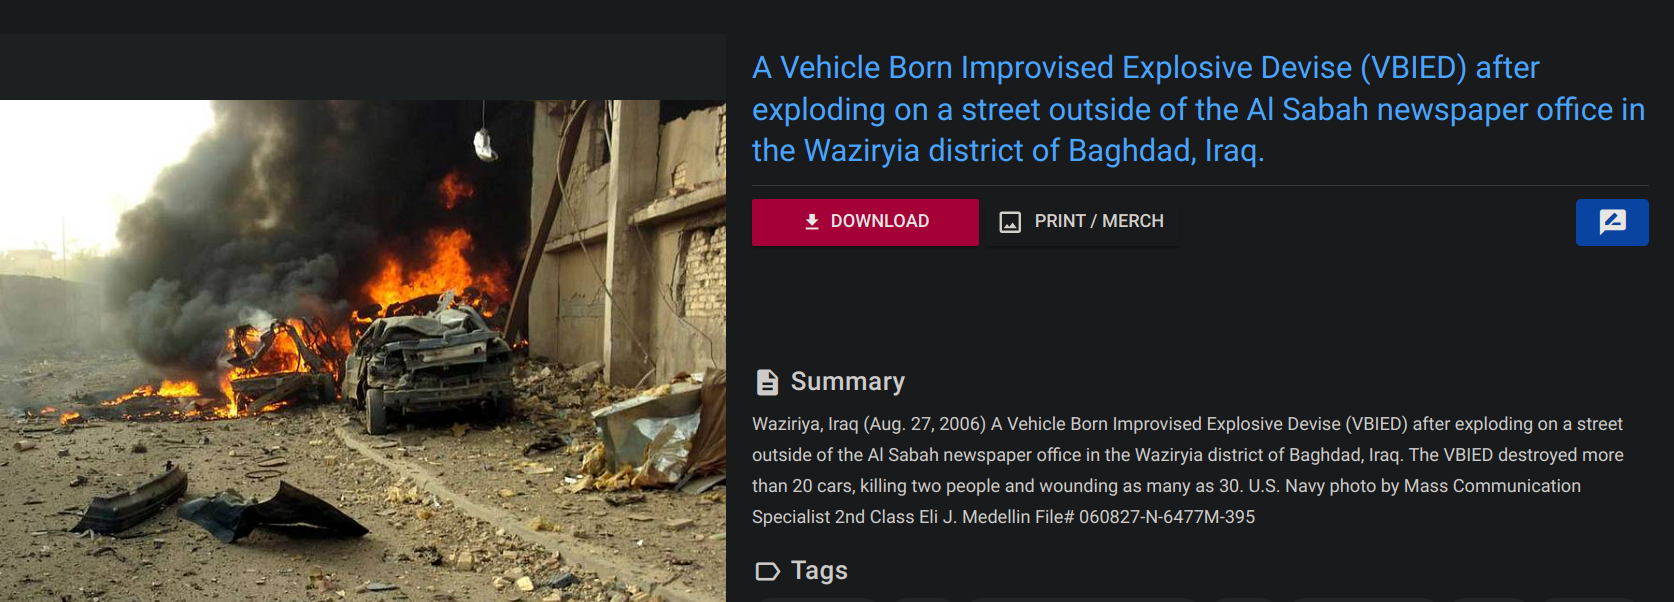 A Vehicle Born Improvised Explosive Devise (VBIED) after
exploding on a street outside of the Al Sabah newspaper office in
the Waziryia district of Baghdad, Iraq.
DOWNLOAD
PRINT / MERCH
Summary
Waziriya, Iraq (Aug. 27, 2006) A Vehicle Born Improvised Explosive Devise (VBIED) after exploding on a street
outside of the Al Sabah newspaper office in the Waziryia district of Baghdad, Iraq. The VBIED destroyed more
than 20 cars, killing two people and wounding as many as 30. U.S. Navy photo by Mass Communication
Specialist 2nd Class Eli J. Medellin File# 060827-N-6477M-395
Tags